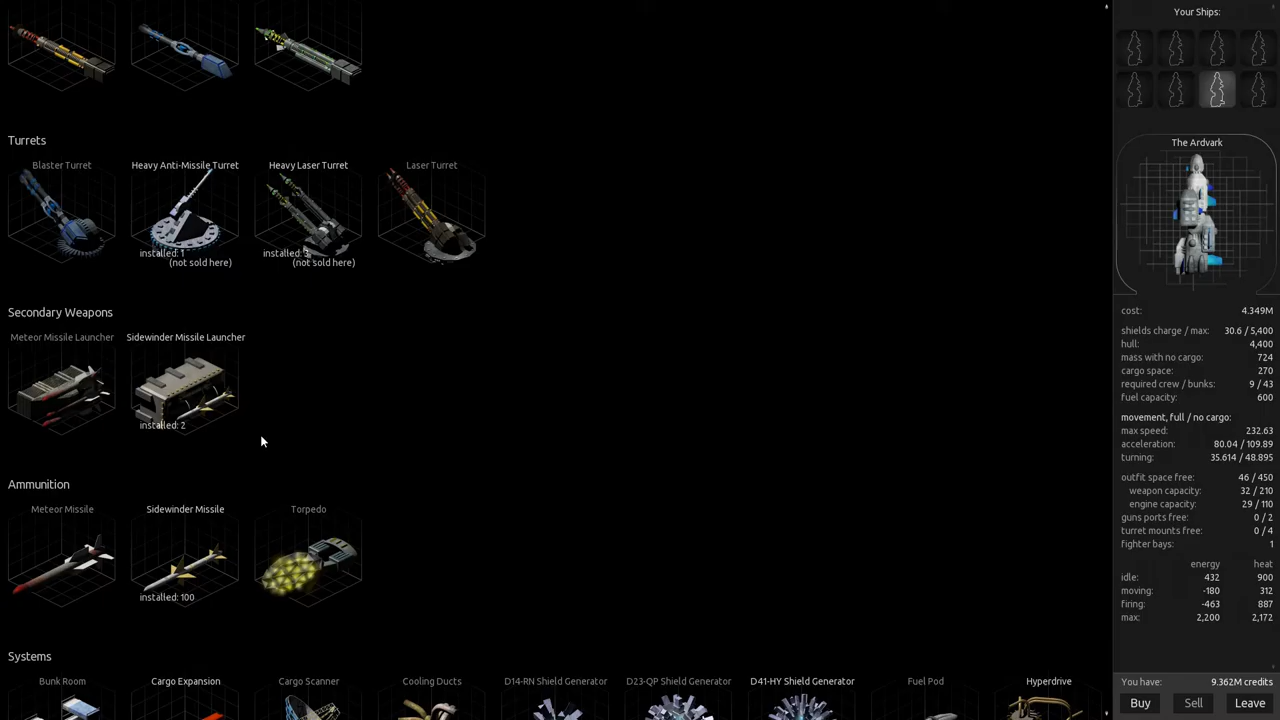 Your Ships:
Turrets
Blaster Turret
Heavy Anti-Missile Turret
Heavy Laser Turret
Laser Turret
installed: 1
(not sold here)
installed: 3
(not sold here)
Secondary Weapons
Meteor Missile Launcher
Sidewinder Missile Launcher
installed: 2
Ammunition
Meteor Missile
Sidewinder Missile
Torpedo
installed: 100
Systems
Bunk Room
Cargo Expansion
Cargo Scanner
Cooling Ducts
D14-RN Shield Generator
D23-QP Shield Generator
D41-HY Shield Generator
Fuel Pod
Hyperdrive
The Ardvark
cost: 4.349M
shields charge / max: 30.6 / 5,400
hull: 4,400
mass with no cargo: 724
cargo space: 270
required crew / bunks: 9 / 43
fuel capacity: 600
movement, full / no cargo:
max speed: 232.63
acceleration: 80.04 / 109.89
turning: 35.614 / 48.895
outfit space free: 46 / 450
weapon capacity: 32 / 210
engine capacity: 29 / 110
guns ports free: 0 / 2
turret mounts free: 0 / 4
fighter bays: 1
energy heat
idle: 432 900
moving: -180 312
firing: -463 887
max: 2,200 2,172
You have: 9.362M credits
Buy Sell Leave